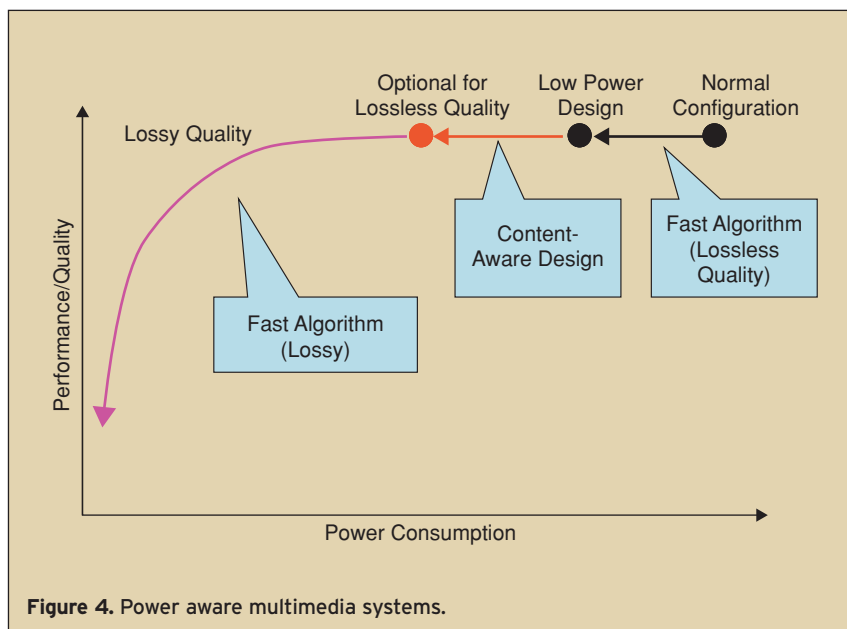 Optional for
Lossless Quality
Low Power
Design
Normal
Configuration
Lossy Quality
Content-
Aware Design
Fast Algorithm
(Lossless
Quality)
Fast Algorithm
(Lossy)
Performance/Quality
Power Consumption
Figure 4. Power aware multimedia systems.